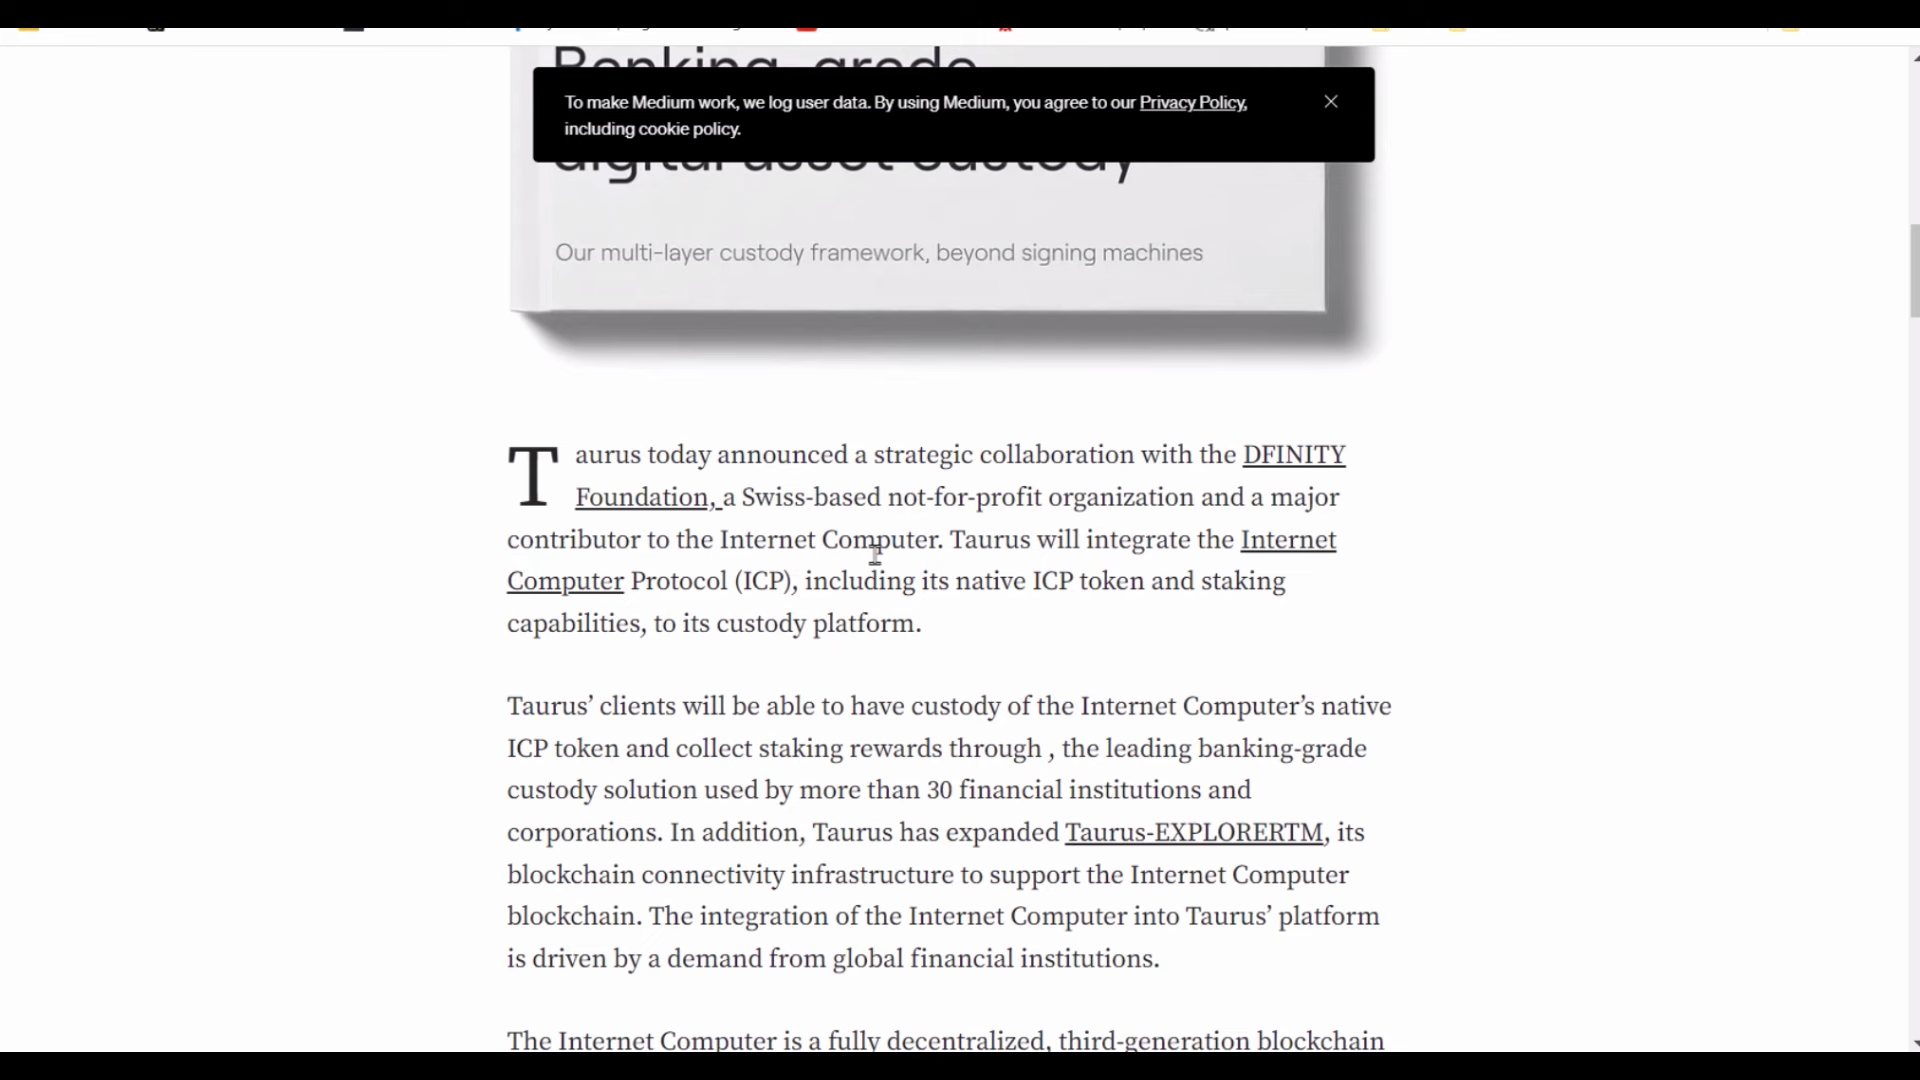 Banking-grade
To make Medium work, we log user data. By using Medium, you agree to our Privacy Policy,
including cookie policy.
digital asset custody
Our multi-layer custody framework, beyond signing machines
Taurus today announced a strategic collaboration with the DFINITY
Foundation, a Swiss-based not-for-profit organization and a major
contributor to the Internet Computer. Taurus will integrate the Internet
Computer Protocol (ICP), including its native ICP token and staking
capabilities, to its custody platform.
Taurus’ clients will be able to have custody of the Internet Computer’s native
ICP token and collect staking rewards through , the leading banking-grade
custody solution used by more than 30 financial institutions and
corporations. In addition, Taurus has expanded Taurus-EXPLORERTM, its
blockchain connectivity infrastructure to support the Internet Computer
blockchain. The integration of the Internet Computer into Taurus’ platform
is driven by a demand from global financial institutions.
The Internet Computer is a fully decentralized, third-generation blockchain